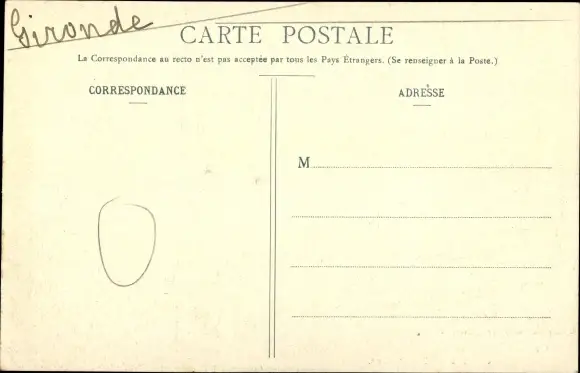 Gironde
CARTE POSTALE
La Correspondance au recto n'est pas acceptée par tous les Pays Étrangers. (Se renseigner à la Poste.)
CORRESPONDANCE
ADRESSE
M